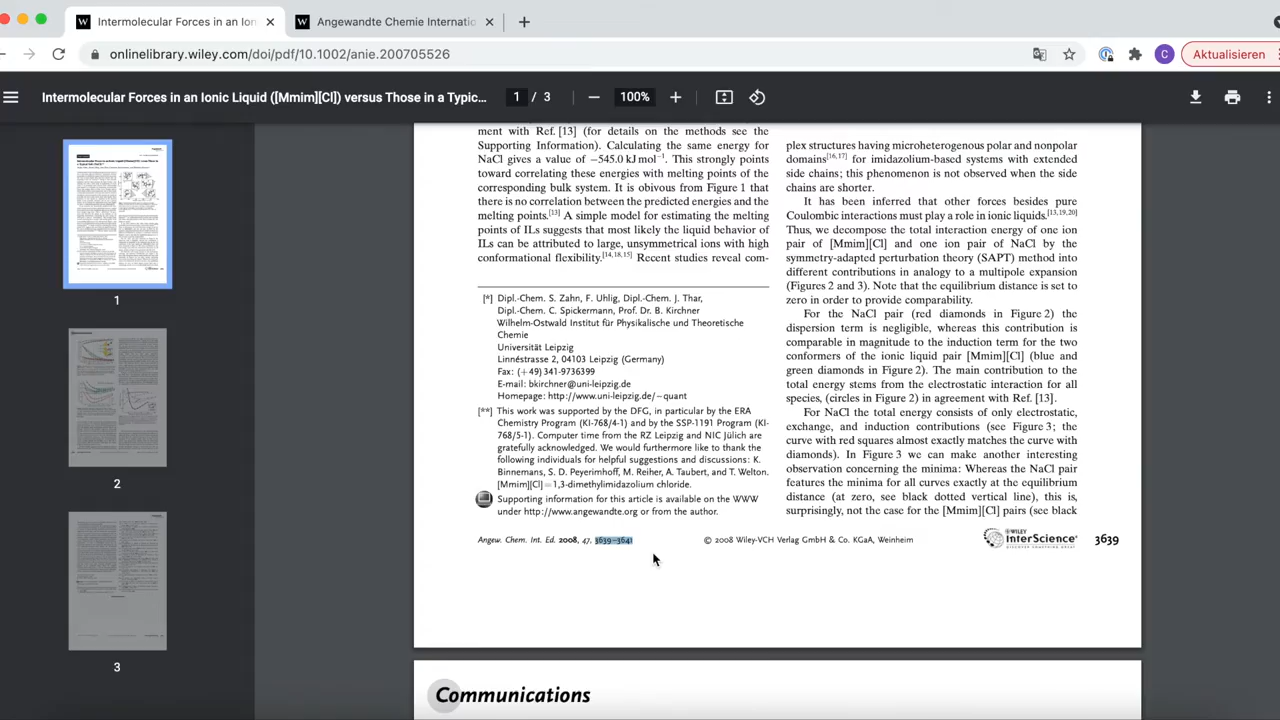 Intermolecular Forces in an Ion
Angewandte Chemie Internatio
onlinelibrary.wiley.com/doi/pdf/10.1002/anie.200705526
C
Aktualisieren
Intermolecular Forces in an Ionic Liquid ([Mmim][Cl]) versus Those in a Typic...
1 / 3
100%
1
2
3
ment with Ref. [13] (for details on the methods see the
Supporting Information). Calculating the same energy for
NaCl gives a value of −545.0 kJ mol−1. This strongly points
toward correlating these energies with melting points of the
corresponding bulk system. It is obivous from Figure 1 that
there is no correlation between the predicted energies and the
melting points.[13] A simple model for estimating the melting
points of ILs suggests that most likely the liquid behavior of
ILs can be attributed to large, unsymmetrical ions with high
conformational flexibility.[14,18,15] Recent studies reveal com-
[*] Dipl.-Chem. S. Zahn, F. Uhlig, Dipl.-Chem. J. Thar,
Dipl.-Chem. C. Spickermann, Prof. Dr. B. Kirchner
Wilhelm-Ostwald Institut für Physikalische und Theoretische
Chemie
Universität Leipzig
Linnéstrasse 2, 04103 Leipzig (Germany)
Fax: (+49) 341-9736399
E-mail: bkirchner@uni-leipzig.de
Homepage: http://www.uni-leipzig.de/~quant
[**] This work was supported by the DFG, in particular by the ERA
Chemistry Program (KI-768/4-1) and by the SSP-1191 Program (KI-
768/5-1). Computer time from the RZ Leipzig and NIC Jülich are
gratefully acknowledged. We would furthermore like to thank the
following individuals for helpful suggestions and discussions: K.
Binnemans, S. D. Peyerimhoff, M. Reiher, A. Taubert, and T. Welton.
[Mmim][Cl]=1,3-dimethylimidazolium chloride.
Supporting information for this article is available on the WWW
under http://www.angewandte.org or from the author.
plex structures having microheterogenous polar and nonpolar
domains[16,17] for imidazolium-based systems with extended
side chains; this phenomenon is not observed when the side
chains are shorter.
It has been inferred that other forces besides pure
Coulombic interactions must play a role in ionic liquids.[13,19,20]
Thus, we decompose the total interaction energy of one ion
pair of [Mmim][Cl] and one ion pair of NaCl by the
symmetry-adapted perturbation theory (SAPT) method into
different contributions in analogy to a multipole expansion
(Figures 2 and 3). Note that the equilibrium distance is set to
zero in order to provide comparability.
For the NaCl pair (red diamonds in Figure 2) the
dispersion term is negligible, whereas this contribution is
comparable in magnitude to the induction term for the two
conformers of the ionic liquid pair [Mmim][Cl] (blue and
green diamonds in Figure 2). The main contribution to the
total energy stems from the electrostatic interaction for all
species, (circles in Figure 2) in agreement with Ref. [13].
For NaCl the total energy consists of only electrostatic,
exchange, and induction contributions (see Figure 3; the
curve with red squares almost exactly matches the curve with
diamonds). In Figure 3 we can make another interesting
observation concerning the minima: Whereas the NaCl pair
features the minima for all curves exactly at the equilibrium
distance (at zero, see black dotted vertical line), this is,
surprisingly, not the case for the [Mmim][Cl] pairs (see black
Angew. Chem. Int. Ed. 2008, 47, 3639–3641
© 2008 Wiley-VCH Verlag GmbH & Co. KGaA, Weinheim
WILEY
InterScience
DISCOVER SOMETHING GREAT
3639
Communications